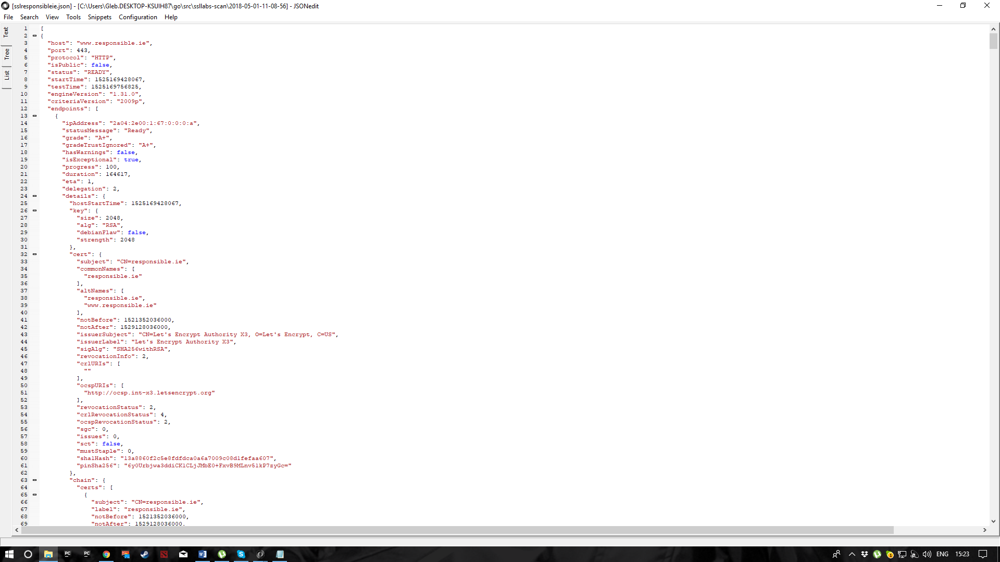 [sslresponsibleie.json] - [C:\Users\Gleb.DESKTOP-KSUIH87\go\src\ssllabs-scan\2018-05-01-11-08-56] - JSONedit
File Search View Tools Snippets Configuration Help
Text
Tree
List
1 [
2 {
3 "host": "www.responsible.ie",
4 "port": 443,
5 "protocol": "HTTP",
6 "isPublic": false,
7 "status": "READY",
8 "startTime": 1525169428067,
9 "testTime": 1525169756825,
10 "engineVersion": "1.31.0",
11 "criteriaVersion": "2009p",
12 "endpoints": [
13 {
14 "ipAddress": "2a04:2e00:1:67:0:0:0:a",
15 "statusMessage": "Ready",
16 "grade": "A+",
17 "gradeTrustIgnored": "A+",
18 "hasWarnings": false,
19 "isExceptional": true,
20 "progress": 100,
21 "duration": 164617,
22 "eta": 1,
23 "delegation": 2,
24 "details": {
25 "hostStartTime": 1525169428067,
26 "key": {
27 "size": 2048,
28 "alg": "RSA",
29 "debianFlaw": false,
30 "strength": 2048
31 },
32 "cert": {
33 "subject": "CN=responsible.ie",
34 "commonNames": [
35 "responsible.ie"
36 ],
37 "altNames": [
38 "responsible.ie",
39 "www.responsible.ie"
40 ],
41 "notBefore": 1521352036000,
42 "notAfter": 1529128036000,
43 "issuerSubject": "CN=Let's Encrypt Authority X3, O=Let's Encrypt, C=US",
44 "issuerLabel": "Let's Encrypt Authority X3",
45 "sigAlg": "SHA256withRSA",
46 "revocationInfo": 2,
47 "crlURIs": [
48 ""
49 ],
50 "ocspURIs": [
51 "http://ocsp.int-x3.letsencrypt.org"
52 ],
53 "revocationStatus": 2,
54 "crlRevocationStatus": 4,
55 "ocspRevocationStatus": 2,
56 "sgc": 0,
57 "issues": 0,
58 "sct": false,
59 "mustStaple": 0,
60 "sha1Hash": "13a8860f2c5e8fdfdca0a6a7009c08d1fefaa607",
61 "pinSha256": "6y0Urbjwa3ddiCK1CLjJMbE0+FxvB9MLnv51kP7zyGc="
62 },
63 "chain": {
64 "certs": [
65 {
66 "subject": "CN=responsible.ie",
67 "label": "responsible.ie",
68 "notBefore": 1521352036000,
69 "notAfter": 1529128036000,
ENG 15:23